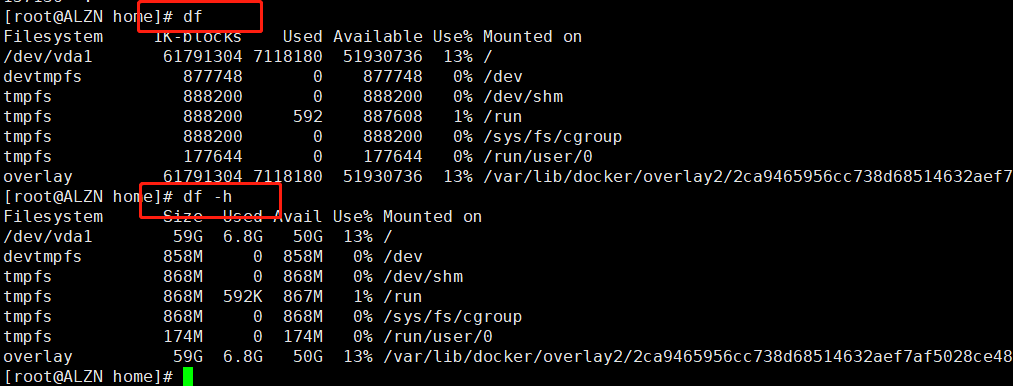 [root@ALZN home]# df
Filesystem 1K-blocks Used Available Use% Mounted on
/dev/vda1 61791304 7118180 51930736 13% /
devtmpfs 877748 0 877748 0% /dev
tmpfs 888200 0 888200 0% /dev/shm
tmpfs 888200 592 887608 1% /run
tmpfs 888200 0 888200 0% /sys/fs/cgroup
tmpfs 177644 0 177644 0% /run/user/0
overlay 61791304 7118180 51930736 13% /var/lib/docker/overlay2/2ca9465956cc738d68514632aef7
[root@ALZN home]# df -h
Filesystem Size Used Avail Use% Mounted on
/dev/vda1 59G 6.8G 50G 13% /
devtmpfs 858M 0 858M 0% /dev
tmpfs 868M 0 868M 0% /dev/shm
tmpfs 868M 592K 867M 1% /run
tmpfs 868M 0 868M 0% /sys/fs/cgroup
tmpfs 174M 0 174M 0% /run/user/0
overlay 59G 6.8G 50G 13% /var/lib/docker/overlay2/2ca9465956cc738d68514632aef7af5028ce48
[root@ALZN home]#